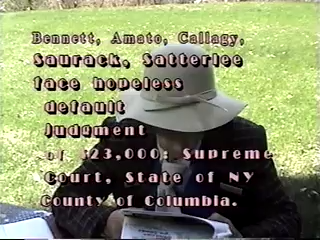 Bennett, Amato, Callagy,
Saurack, Satterlee
face hopeless
default
Judgment
of $23,000; Supreme
Court, State of NY
County of Columbia.